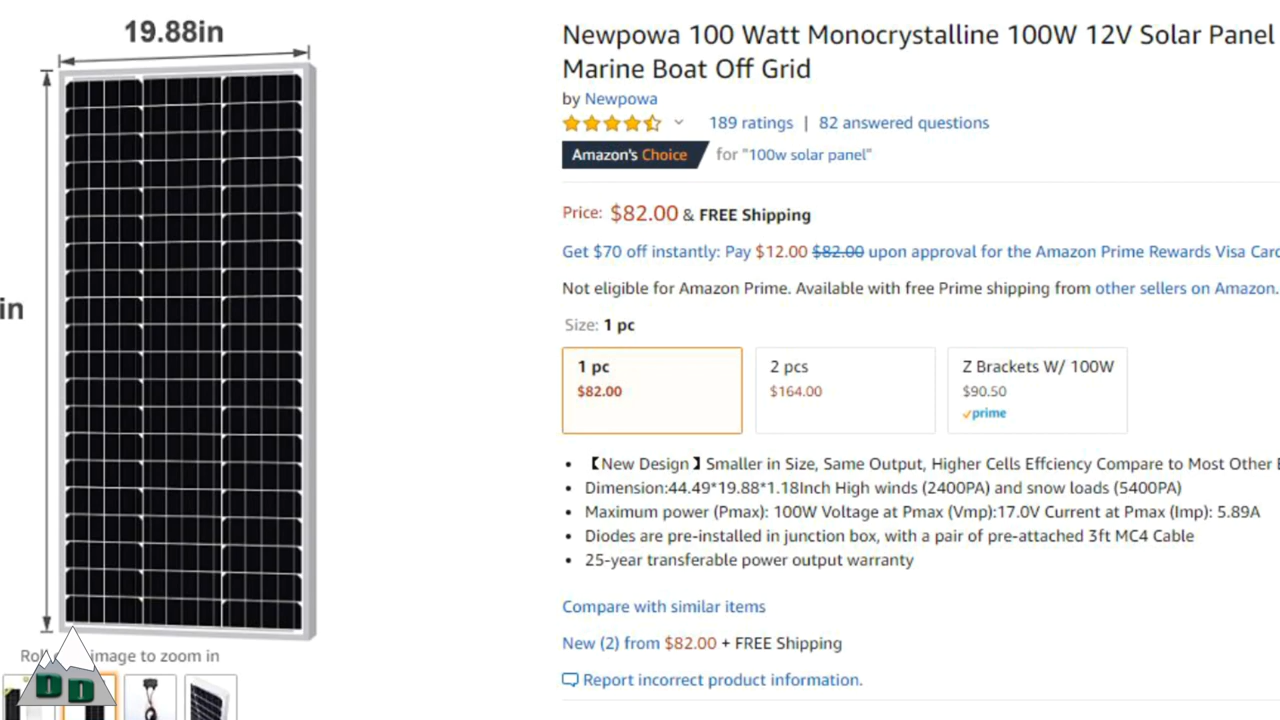 19.88in
in
Newpowa 100 Watt Monocrystalline 100W 12V Solar Panel
Marine Boat Off Grid
by Newpowa
189 ratings | 82 answered questions
Amazon's Choice for "100w solar panel"
Price: $82.00 & FREE Shipping
Get $70 off instantly: Pay $12.00 $82.00 upon approval for the Amazon Prime Rewards Visa Card
Not eligible for Amazon Prime. Available with free Prime shipping from other sellers on Amazon.
Size: 1 pc
1 pc
$82.00
2 pcs
$164.00
Z Brackets W/ 100W
$90.50
prime
• 【New Design】Smaller in Size, Same Output, Higher Cells Effciency Compare to Most Other
• Dimension:44.49*19.88*1.18Inch High winds (2400PA) and snow loads (5400PA)
• Maximum power (Pmax): 100W Voltage at Pmax (Vmp):17.0V Current at Pmax (Imp): 5.89A
• Diodes are pre-installed in junction box, with a pair of pre-attached 3ft MC4 Cable
• 25-year transferable power output warranty
Compare with similar items
New (2) from $82.00 + FREE Shipping
Report incorrect product information.
image to zoom in
D D